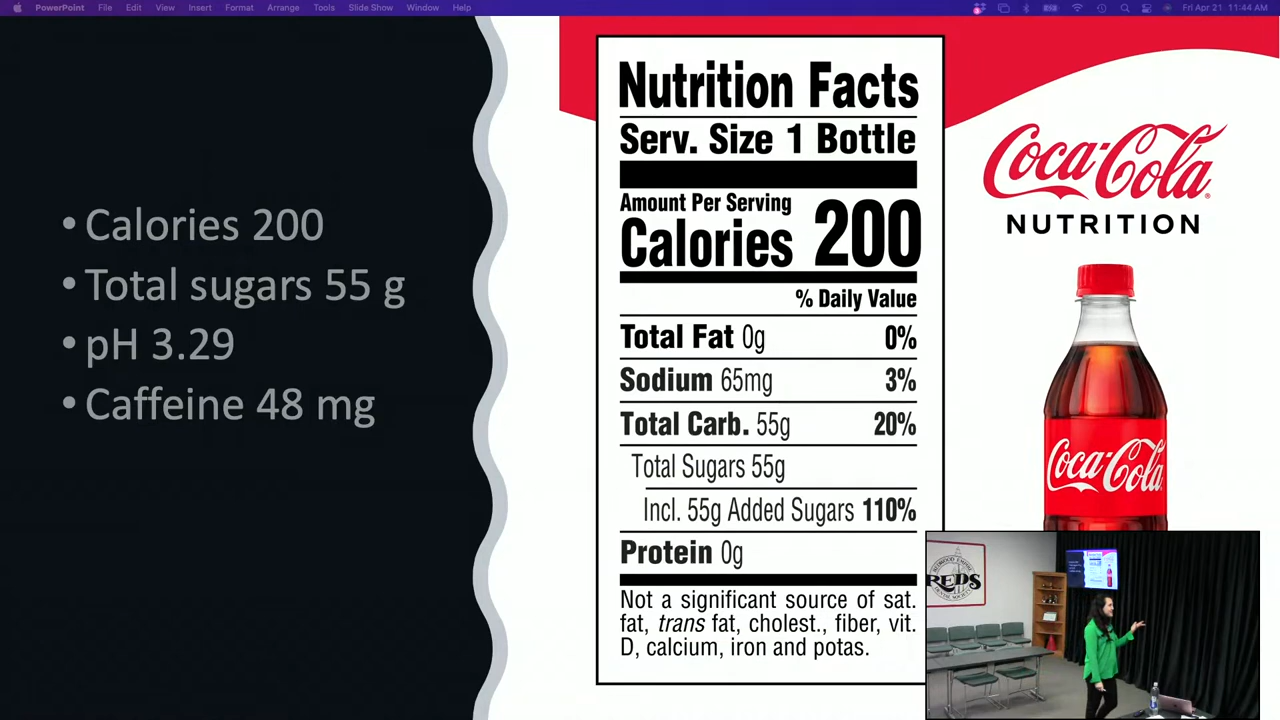 PowerPoint File Edit View Insert Format Arrange Tools Slide Show Window Help
Fri Apr 21 11:44 AM
• Calories 200
• Total sugars 55 g
• pH 3.29
• Caffeine 48 mg
Nutrition Facts
Serv. Size 1 Bottle
Amount Per Serving
Calories 200
% Daily Value
Total Fat 0g 0%
Sodium 65mg 3%
Total Carb. 55g 20%
Total Sugars 55g
Incl. 55g Added Sugars 110%
Protein 0g
Not a significant source of sat.
fat, trans fat, cholest., fiber, vit.
D, calcium, iron and potas.
Coca-Cola®
NUTRITION
Coca-Cola
REDS